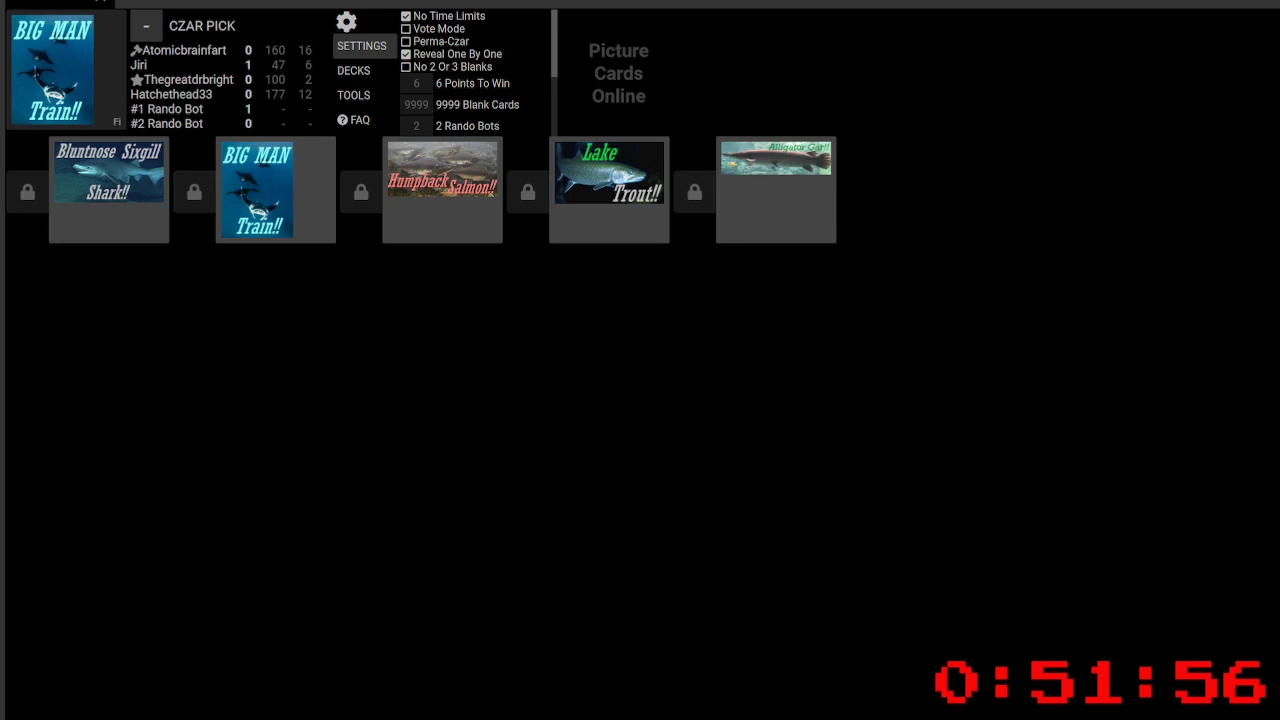 BIG MAN
Train!!
Fi
- CZAR PICK
Atomicbrainfart 0 160 16
Jiri 1 47 6
Thegreatdrbright 0 100 2
Hatchethead33 0 177 12
#1 Rando Bot 1 - -
#2 Rando Bot 0 - -
SETTINGS
DECKS
TOOLS
FAQ
No Time Limits
Vote Mode
Perma-Czar
Reveal One By One
No 2 Or 3 Blanks
6 6 Points To Win
9999 9999 Blank Cards
2 2 Rando Bots
Picture
Cards
Online
Bluntnose Sixgill
Shark!!
BIG MAN
Train!!
Humpback Salmon!!
Lake
Trout!!
Alligator Gar!!
0:51:56